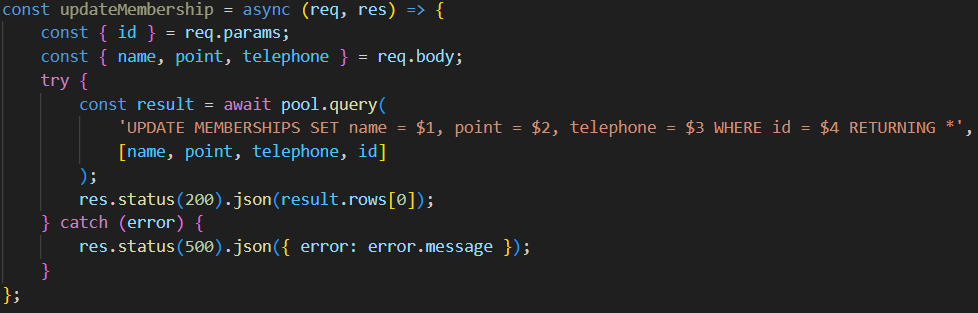 const updateMembership = async (req, res) => {
    const { id } = req.params;
    const { name, point, telephone } = req.body;
    try {
        const result = await pool.query(
            'UPDATE MEMBERSHIPS SET name = $1, point = $2, telephone = $3 WHERE id = $4 RETURNING *',
            [name, point, telephone, id]
        );
        res.status(200).json(result.rows[0]);
    } catch (error) {
        res.status(500).json({ error: error.message });
    }
};